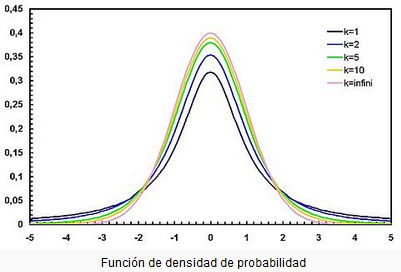 0,45
0,4
0,35
0,3
0,25
0,2
0,15
0,1
0,05
0
k=1
k=2
k=5
k=10
k=infini
-5 -4 -3 -2 -1 0 1 2 3 4 5
Función de densidad de probabilidad